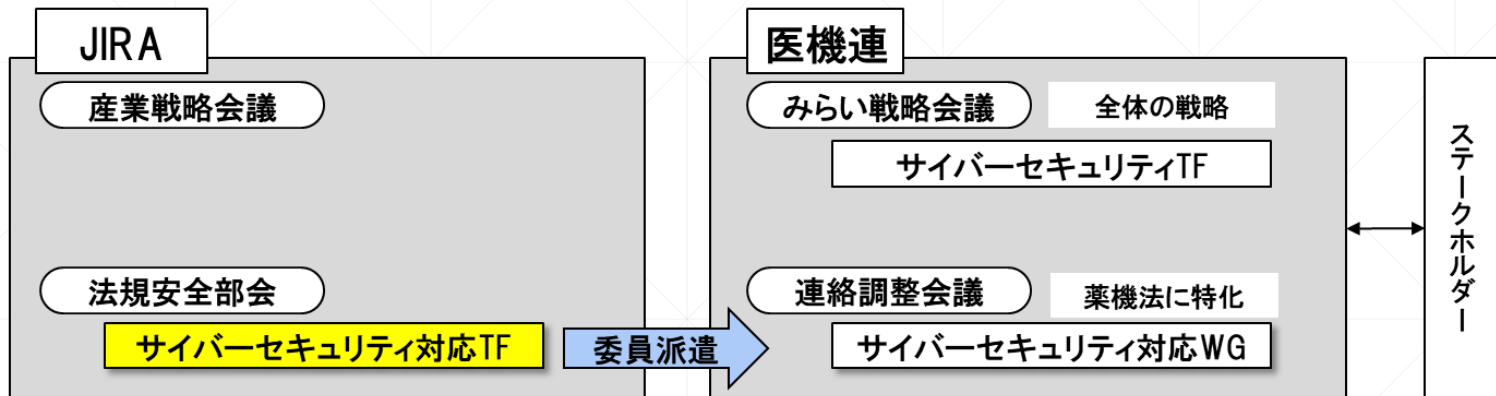 JIRA
産業戦略会議
法規安全部会
サイバーセキュリティ対応TF
委員派遣
医機連
みらい戦略会議
全体の戦略
サイバーセキュリティTF
連絡調整会議
薬機法に特化
サイバーセキュリティ対応WG
ステークホルダー